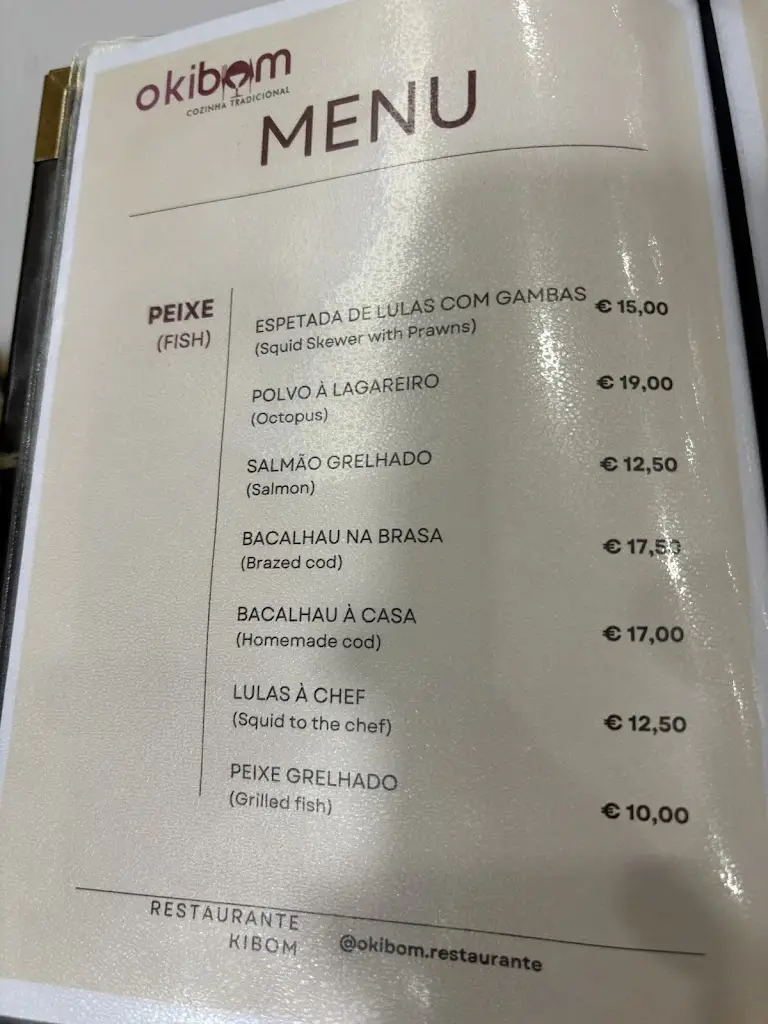 okibom
COZINHA TRADICIONAL
MENU
PEIXE
(FISH)
ESPETADA DE LULAS COM GAMBAS € 15,00
(Squid Skewer with Prawns)
POLVO À LAGAREIRO € 19,00
(Octopus)
SALMÃO GRELHADO € 12,50
(Salmon)
BACALHAU NA BRASA € 17,50
(Brazed cod)
BACALHAU À CASA € 17,00
(Homemade cod)
LULAS À CHEF
(Squid to the chef) € 12,50
PEIXE GRELHADO
(Grilled fish) € 10,00
RESTAURANTE
KIBOM
@okibom.restaurante